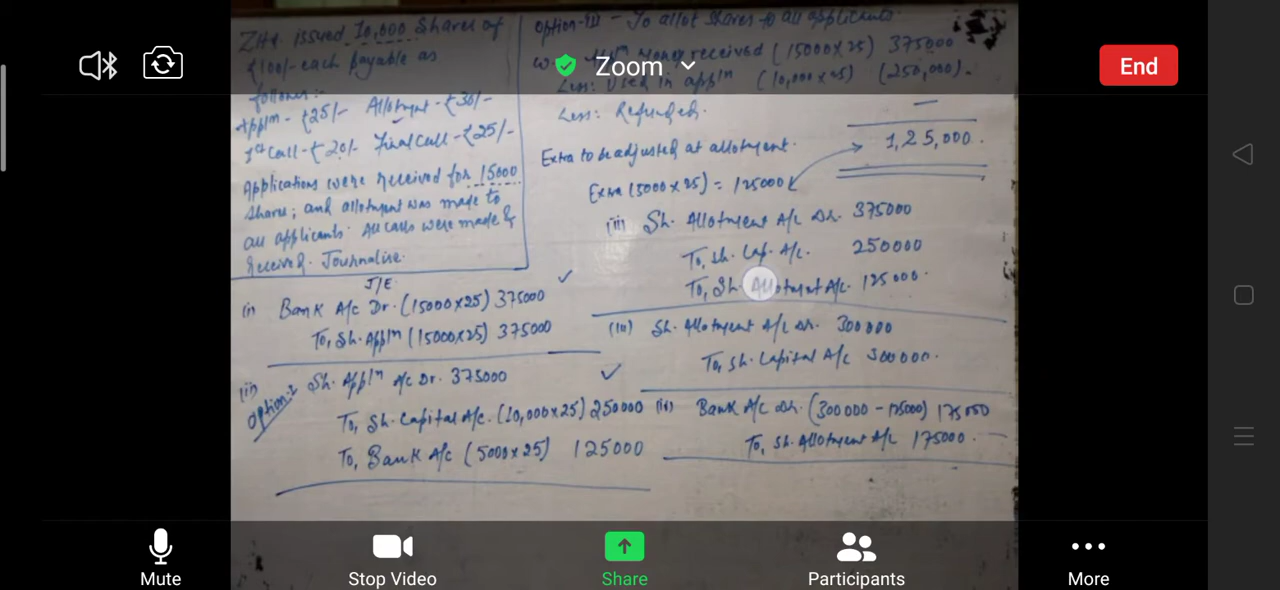 ZH4. issued 10,000 Shares of
₹100/- each payable as
follows:-
Appln - ₹25/- Allotment - ₹30/-
1st Call - ₹20/- Final Call - ₹25/-
Applications were received for 15000
shares, and allotment was made to
all applicants. All calls were made &
received. Journalise.
J/E
(i) Bank A/c Dr. (15000x25) 375000
To, Sh. Appln (15000x25) 375000
(ii) Option-I Sh. Appln A/c Dr. 375000
To, Sh. Capital A/c. (10,000x25) 250000
To, Bank A/c (5000x25) 125000
option-III - To allot shares to all applicants.
Money received (15000x25) 375000
Less: Used in appln (10,000x25) (250,000).
Less: Refunded. —
1,25,000.
Extra to be adjusted at allotment.
Extra (5000x25) = 125000
(ii) Sh. Allotment A/c Dr. 375000
To, Sh. Cap. A/c. 250000
To, Sh. Allotment A/c. 125000.
(iii) Sh. Allotment A/c Dr. 300000
To, Sh. Capital A/c 300000.
(iv) Bank A/c Dr. (300000 - 125000) 175000
To, Sh. Allotment A/c 175000.
Zoom
End
Mute
Stop Video
Share
Participants
More